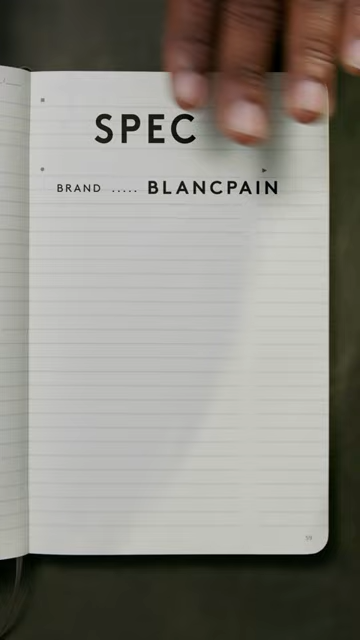 SPEC
BRAND ..... BLANCPAIN